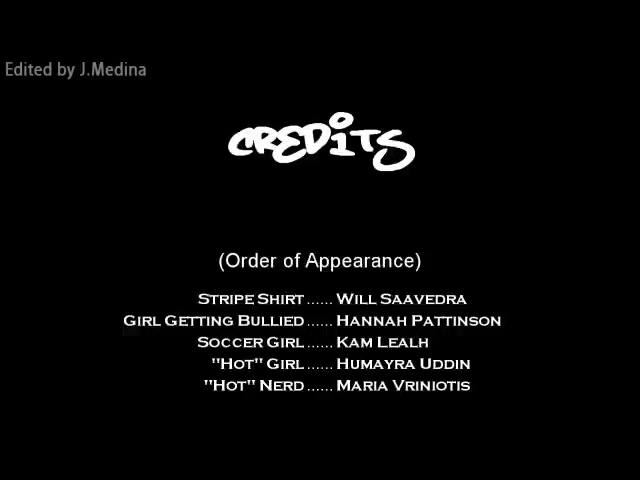 Edited by J.Medina
CREDITS
(Order of Appearance)
STRIPE SHIRT ...... WILL SAAVEDRA
GIRL GETTING BULLIED ...... HANNAH PATTINSON
SOCCER GIRL ...... KAM LEALH
"HOT" GIRL ...... HUMAYRA UDDIN
"HOT" NERD ...... MARIA VRINIOTIS